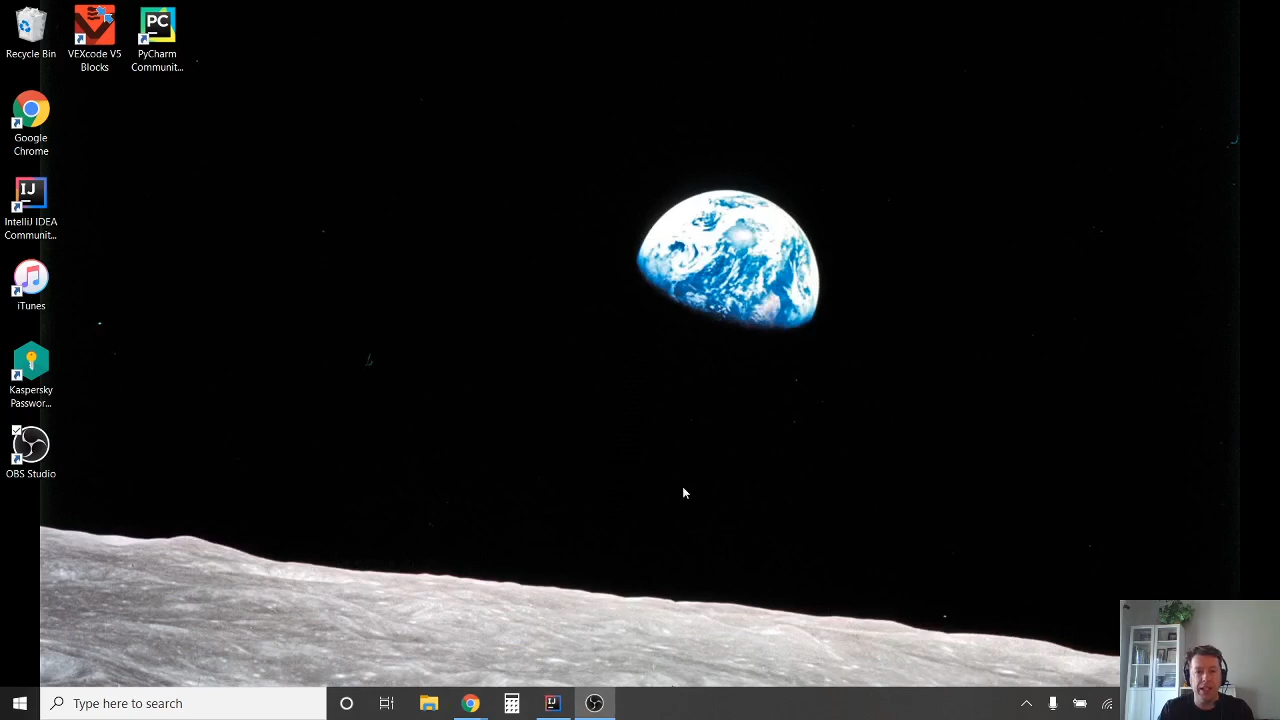 Recycle Bin
VEXcode V5
Blocks
PC
PyCharm
Communit...
Google
Chrome
IJ
IntelliJ IDEA
Communit...
iTunes
Kaspersky
Passwor...
OBS Studio
Type here to search